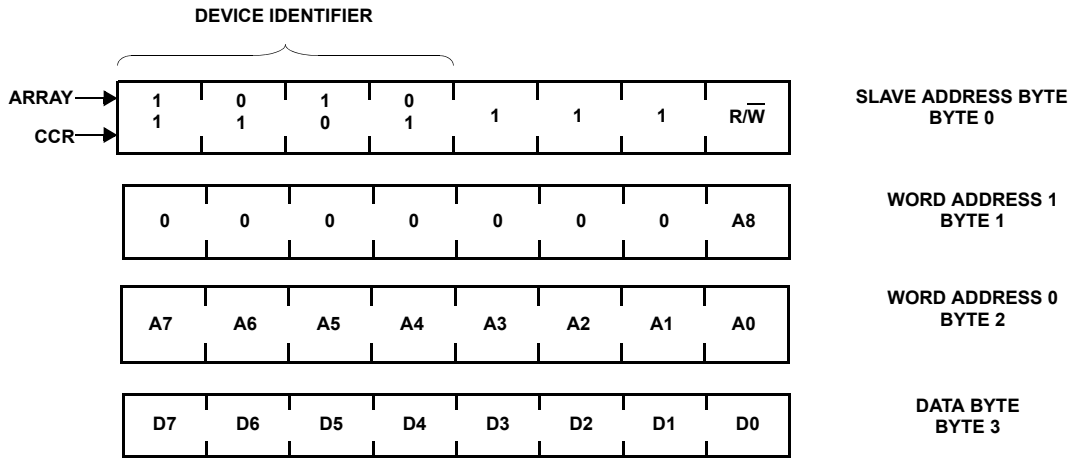 DEVICE IDENTIFIER
ARRAY 1 0 1 0
CCR 1 1 0 1 1 1 1 R/W̅
SLAVE ADDRESS BYTE
BYTE 0
0 0 0 0 0 0 0 A8
WORD ADDRESS 1
BYTE 1
A7 A6 A5 A4 A3 A2 A1 A0
WORD ADDRESS 0
BYTE 2
D7 D6 D5 D4 D3 D2 D1 D0
DATA BYTE
BYTE 3